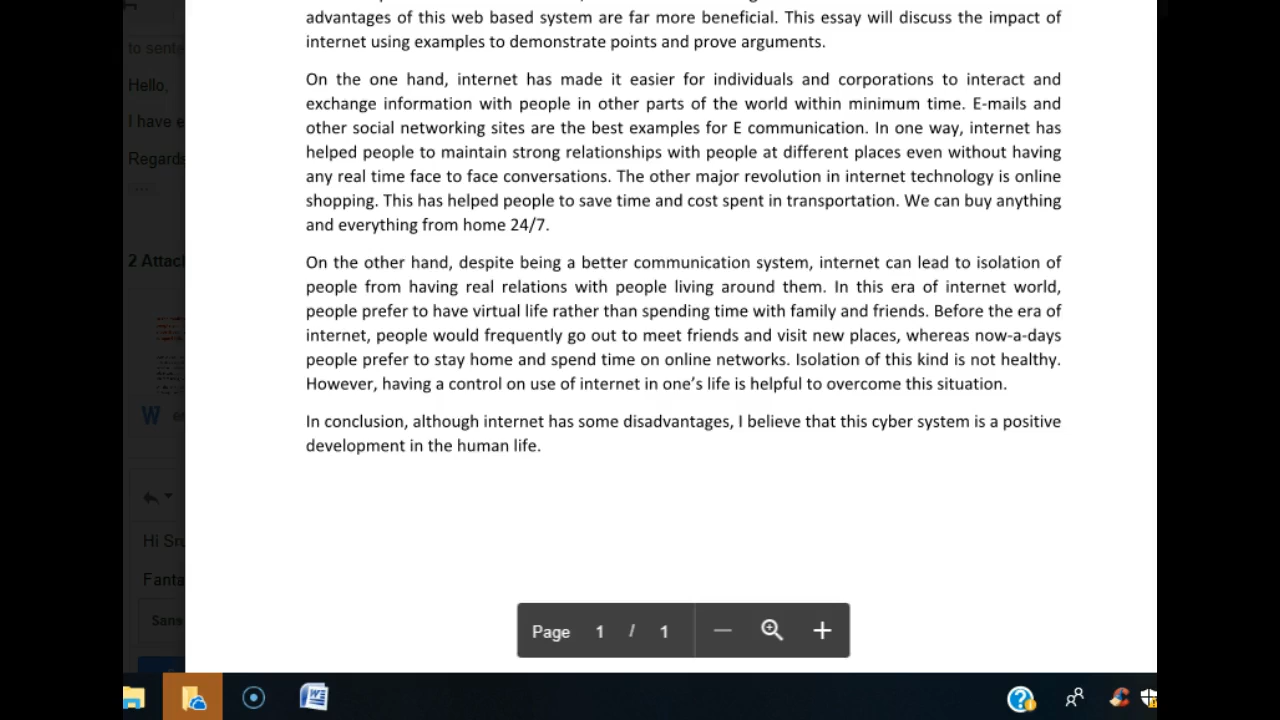 advantages of this web based system are far more beneficial. This essay will discuss the impact of
internet using examples to demonstrate points and prove arguments.
to sent
Hello,
I have e
Regards
On the one hand, internet has made it easier for individuals and corporations to interact and
exchange information with people in other parts of the world within minimum time. E-mails and
other social networking sites are the best examples for E communication. In one way, internet has
helped people to maintain strong relationships with people at different places even without having
any real time face to face conversations. The other major revolution in internet technology is online
shopping. This has helped people to save time and cost spent in transportation. We can buy anything
and everything from home 24/7.
2 Attac
On the other hand, despite being a better communication system, internet can lead to isolation of
people from having real relations with people living around them. In this era of internet world,
people prefer to have virtual life rather than spending time with family and friends. Before the era of
internet, people would frequently go out to meet friends and visit new places, whereas now-a-days
people prefer to stay home and spend time on online networks. Isolation of this kind is not healthy.
However, having a control on use of internet in one's life is helpful to overcome this situation.
W es
In conclusion, although internet has some disadvantages, I believe that this cyber system is a positive
development in the human life.
Hi Sru
Fanta
Sans
Page 1 / 1